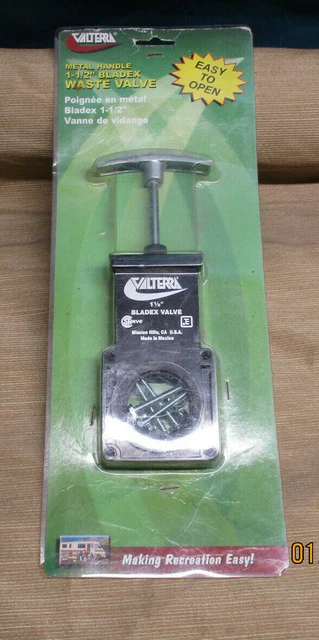 VALTERRA
METAL HANDLE
1-1/2" BLADEX
WASTE VALVE
Poignée en métal
Bladex 1-1/2"
Vanne de vidange
EASY
TO
OPEN
VALTERRA
1½"
BLADEX VALVE
Mission Hills, CA U.S.A.
Made in Mexico
Making Recreation Easy!
01